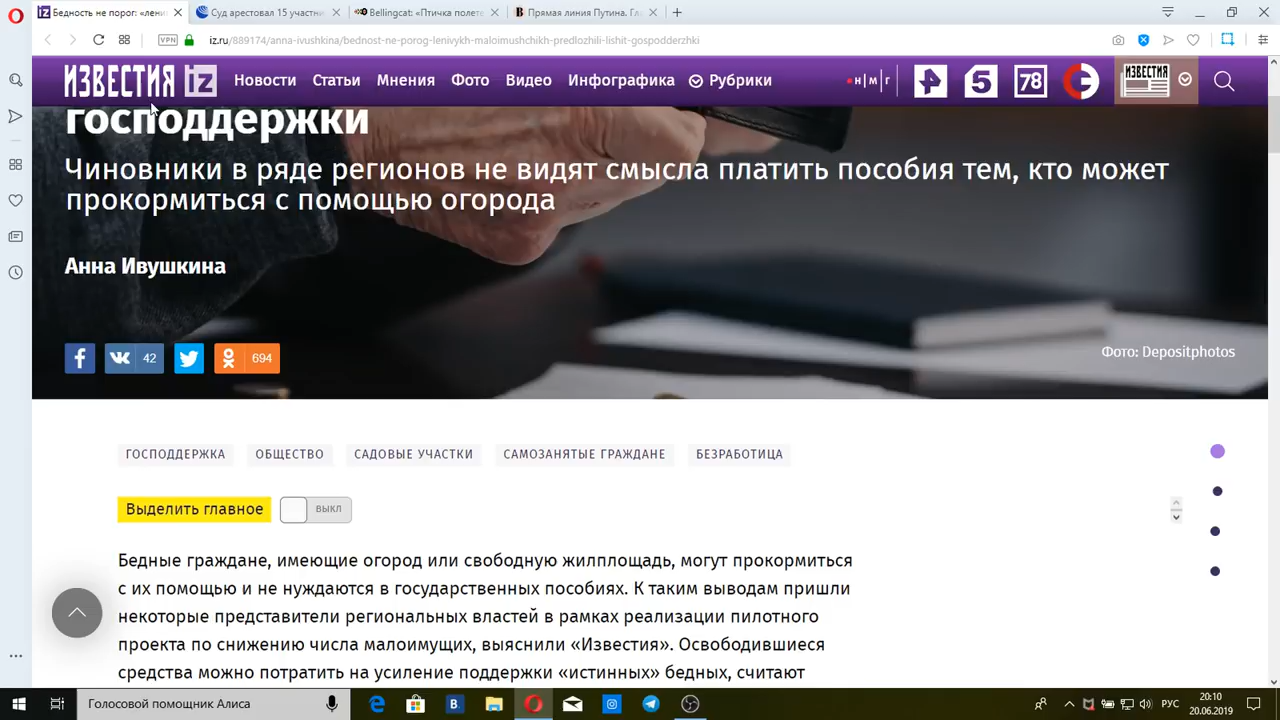 Бедность не порог: «лени
Суд арестовал 15 участни
Bellingcat: «Птичка полете
Прямая линия Путина. Гл
VPN
iz.ru/889174/anna-ivushkina/bednost-ne-porog-lenivykh-maloimushchikh-predlozhili-lishit-gospodderzhki
ИЗВЕСТИЯ iz Новости Статьи Мнения Фото Видео Инфографика Рубрики н|м|г 5 78 ИЗВЕСТИЯ
господдержки
Чиновники в ряде регионов не видят смысла платить пособия тем, кто может
прокормиться с помощью огорода
Анна Ивушкина
42 694
Фото: Depositphotos
ГОСПОДДЕРЖКА ОБЩЕСТВО САДОВЫЕ УЧАСТКИ САМОЗАНЯТЫЕ ГРАЖДАНЕ БЕЗРАБОТИЦА
Выделить главное ВЫКЛ
Бедные граждане, имеющие огород или свободную жилплощадь, могут прокормиться
с их помощью и не нуждаются в государственных пособиях. К таким выводам пришли
некоторые представители региональных властей в рамках реализации пилотного
проекта по снижению числа малоимущих, выяснили «Известия». Освободившиеся
средства можно потратить на усиление поддержки «истинных» бедных, считают
Голосовой помощник Алиса
РУС
20:10
20.06.2019